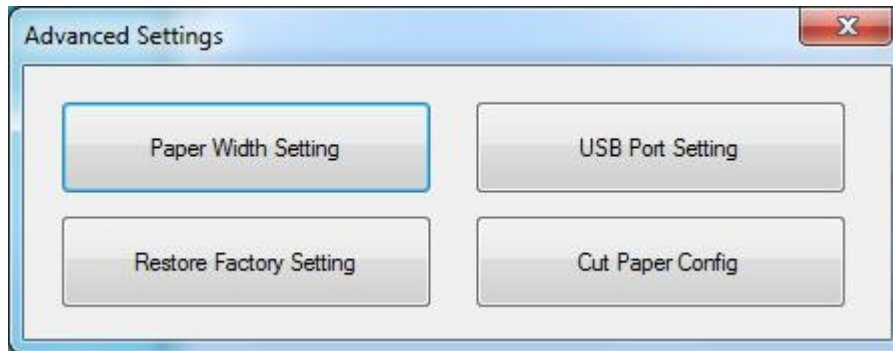 Advanced Settings
Paper Width Setting
USB Port Setting
Restore Factory Setting
Cut Paper Config